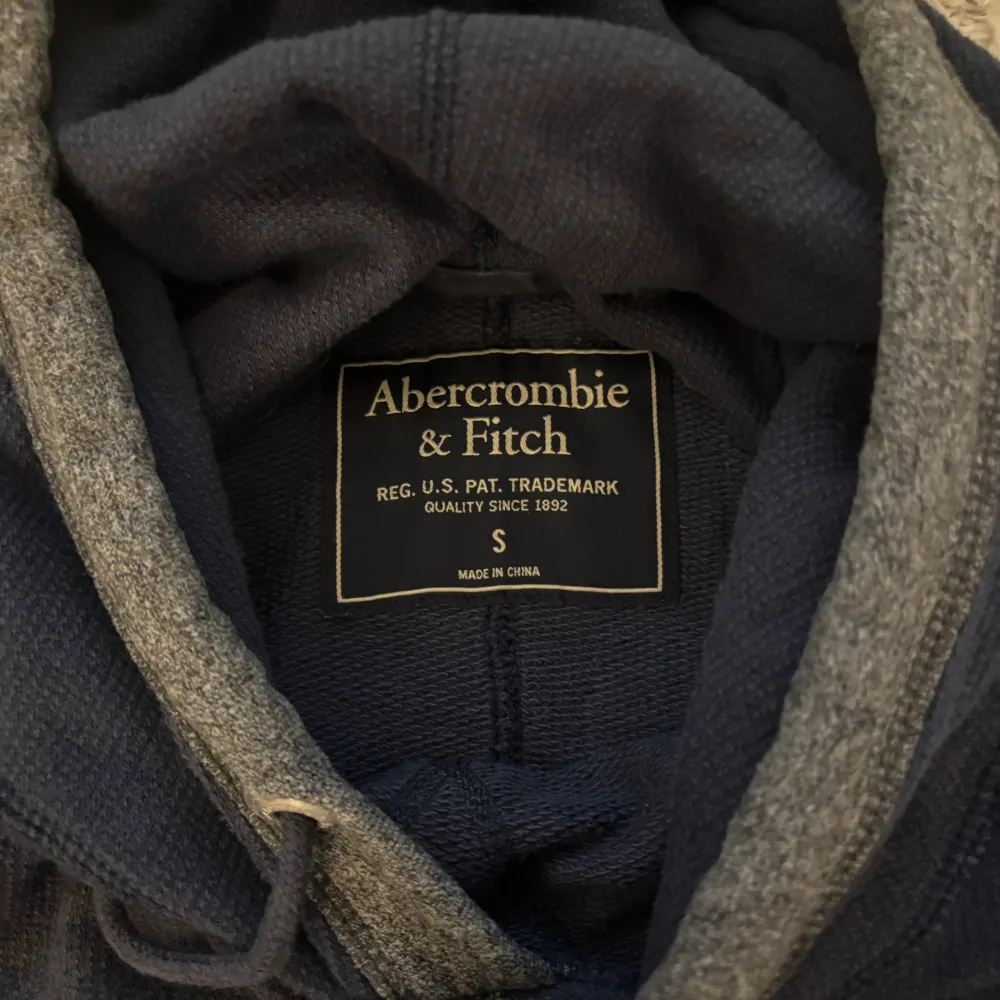 Abercrombie
& Fitch
REG. U.S. PAT. TRADEMARK
QUALITY SINCE 1892
S
MADE IN CHINA